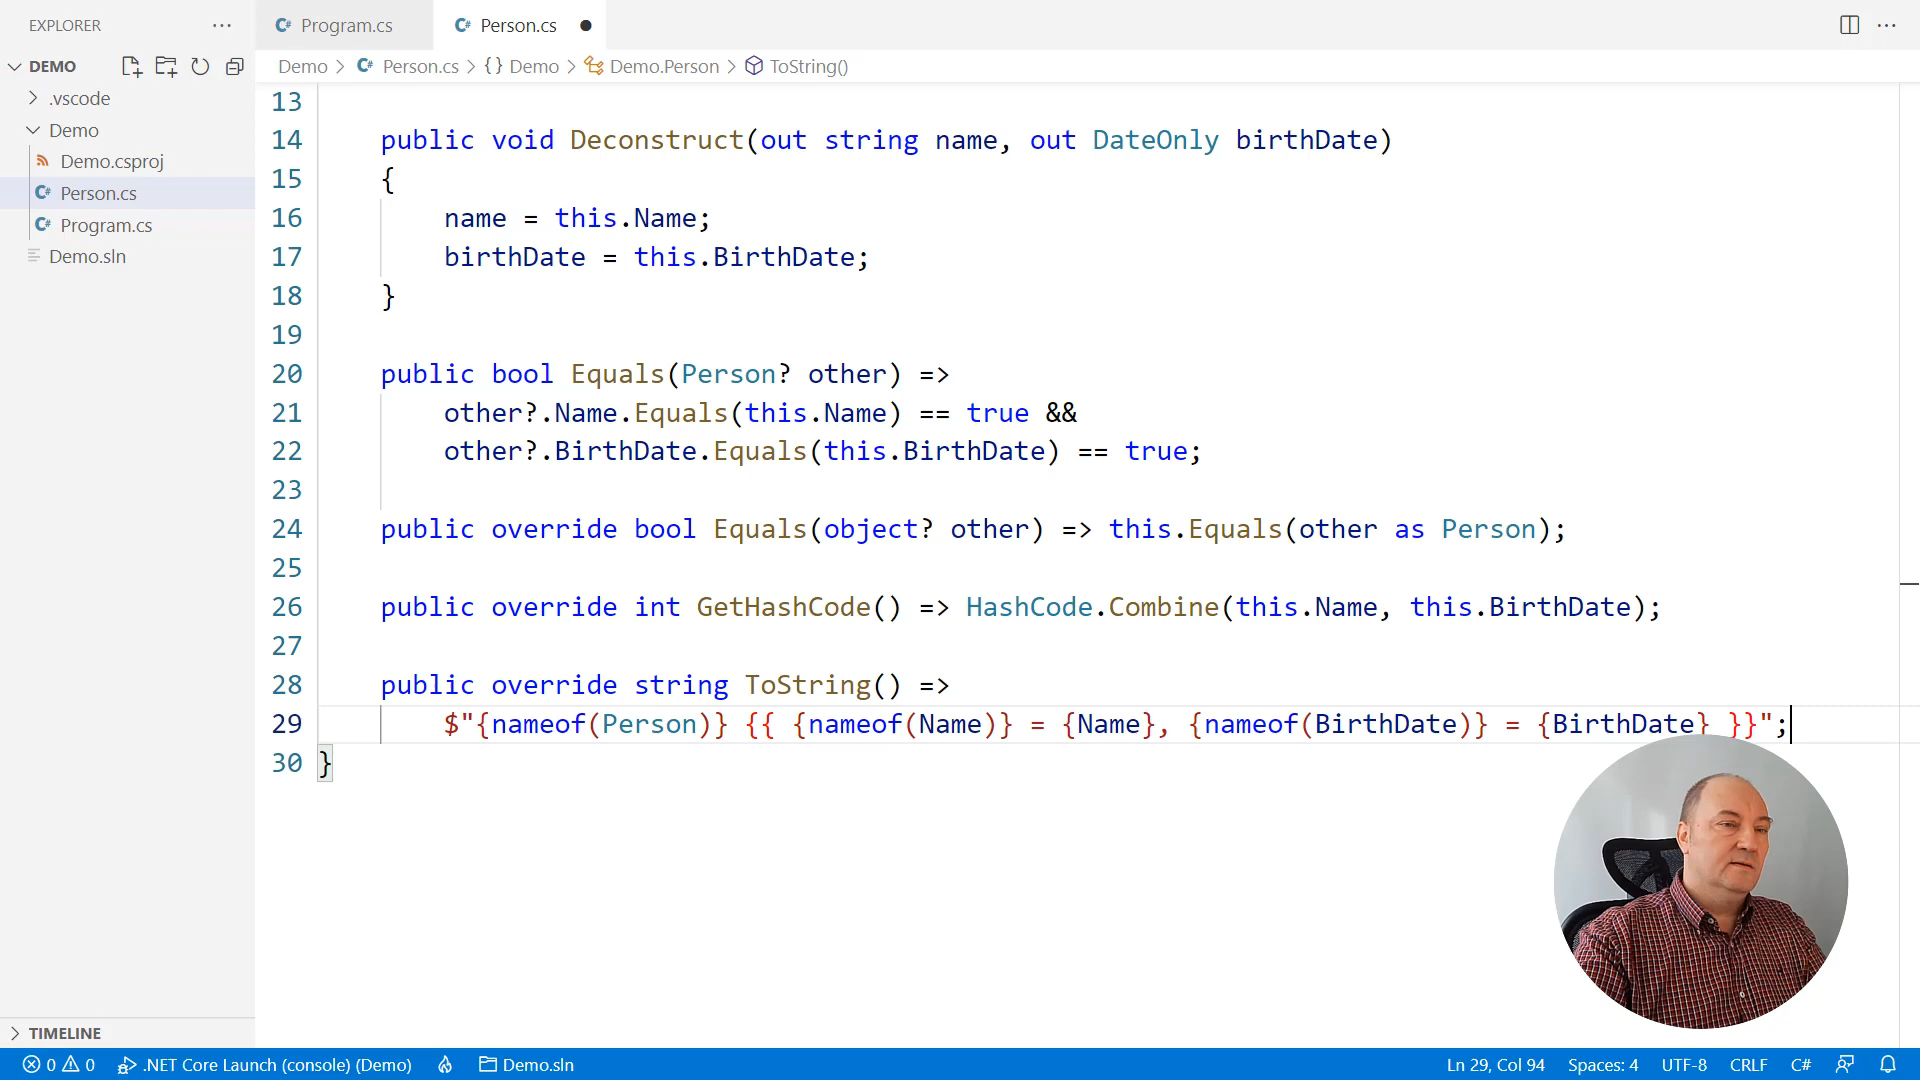 EXPLORER
Program.cs
Person.cs
DEMO
Demo Person.cs {} Demo Demo.Person ToString()
.vscode
Demo
Demo.csproj
Person.cs
Program.cs
Demo.sln
13
14 public void Deconstruct(out string name, out DateOnly birthDate)
15 {
16 name = this.Name;
17 birthDate = this.BirthDate;
18 }
19
20 public bool Equals(Person? other) =>
21 other?.Name.Equals(this.Name) == true &&
22 other?.BirthDate.Equals(this.BirthDate) == true;
23
24 public override bool Equals(object? other) => this.Equals(other as Person);
25
26 public override int GetHashCode() => HashCode.Combine(this.Name, this.BirthDate);
27
28 public override string ToString() =>
29 $"{nameof(Person)} {{ {nameof(Name)} = {Name}, {nameof(BirthDate)} = {BirthDate} }}";
30 }
TIMELINE
0 0 .NET Core Launch (console) (Demo) Demo.sln Ln 29, Col 94 Spaces: 4 UTF-8 CRLF C#